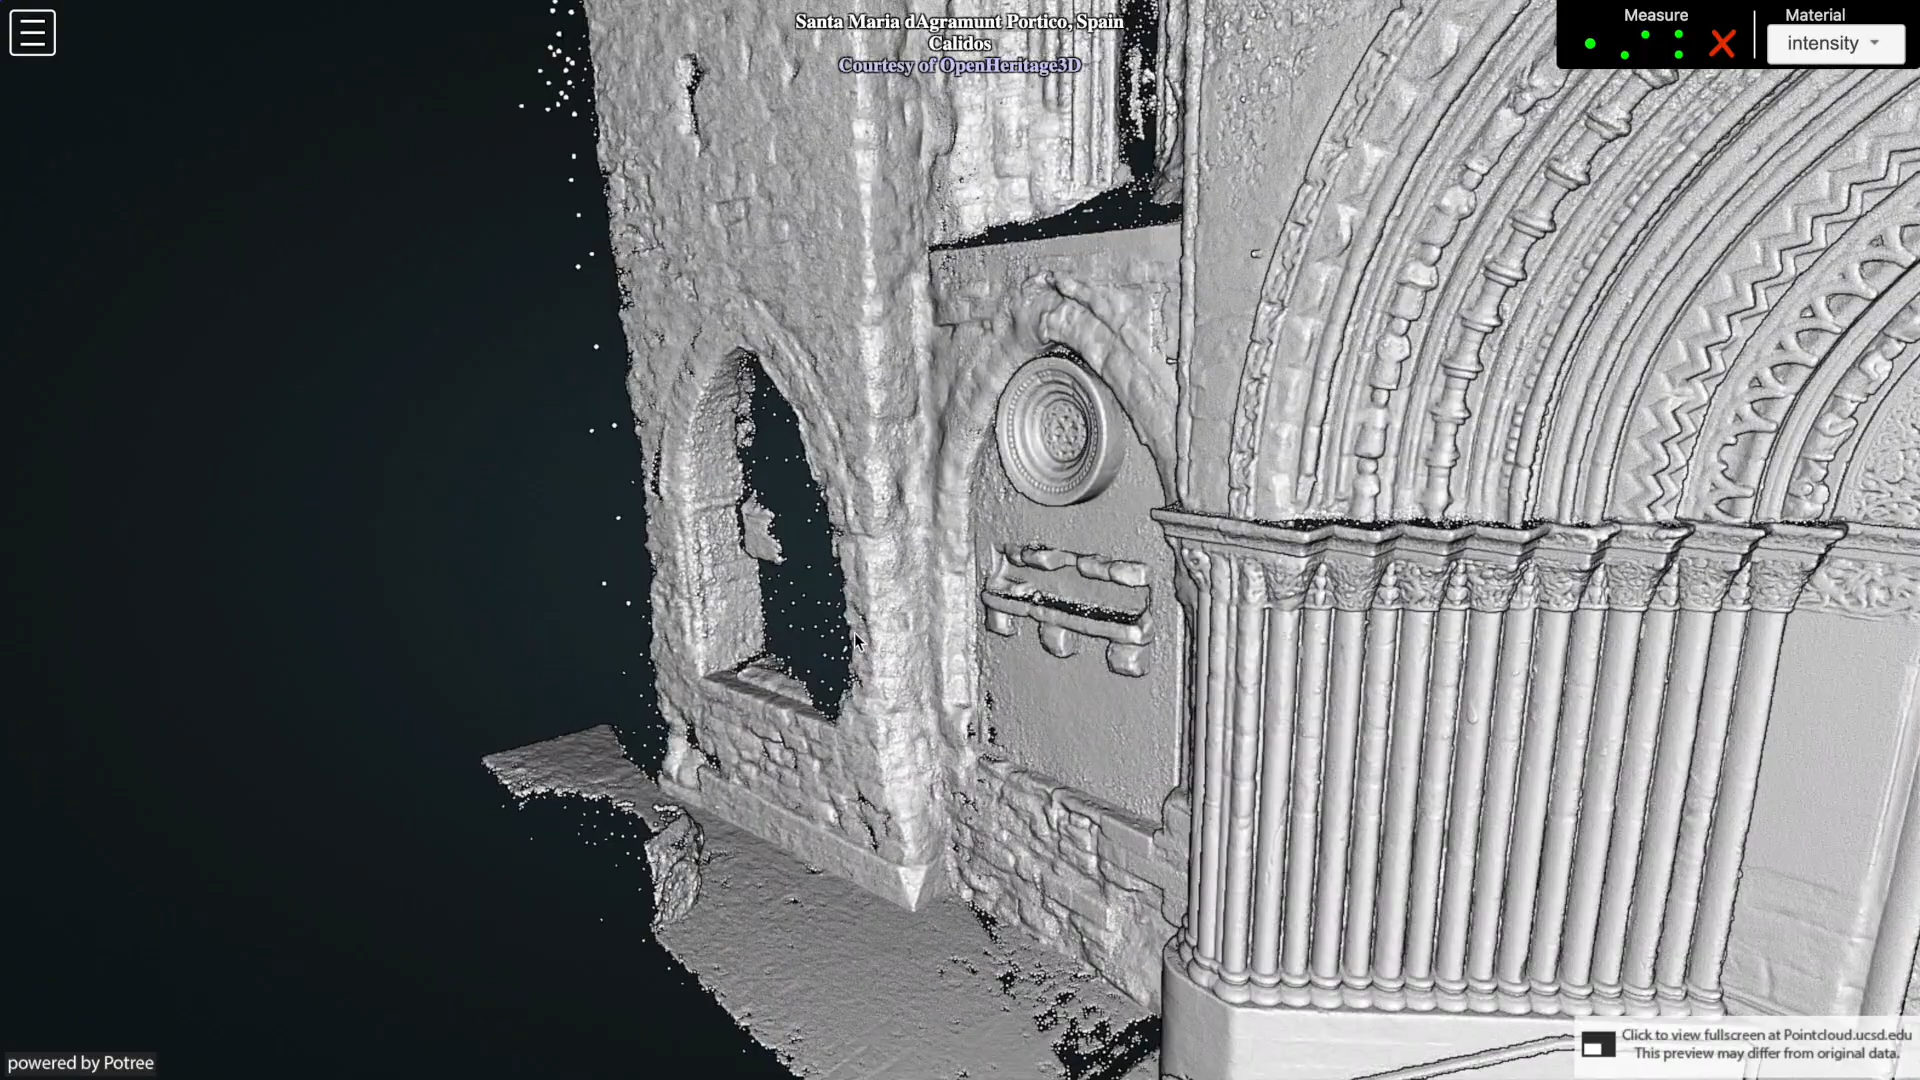 Santa Maria dAgramunt Portico, Spain
Calidos
Courtesy of OpenHeritage3D
Measure
Material
intensity
powered by Potree
Click to view fullscreen at Pointcloud.ucsd.edu
This preview may differ from original data.